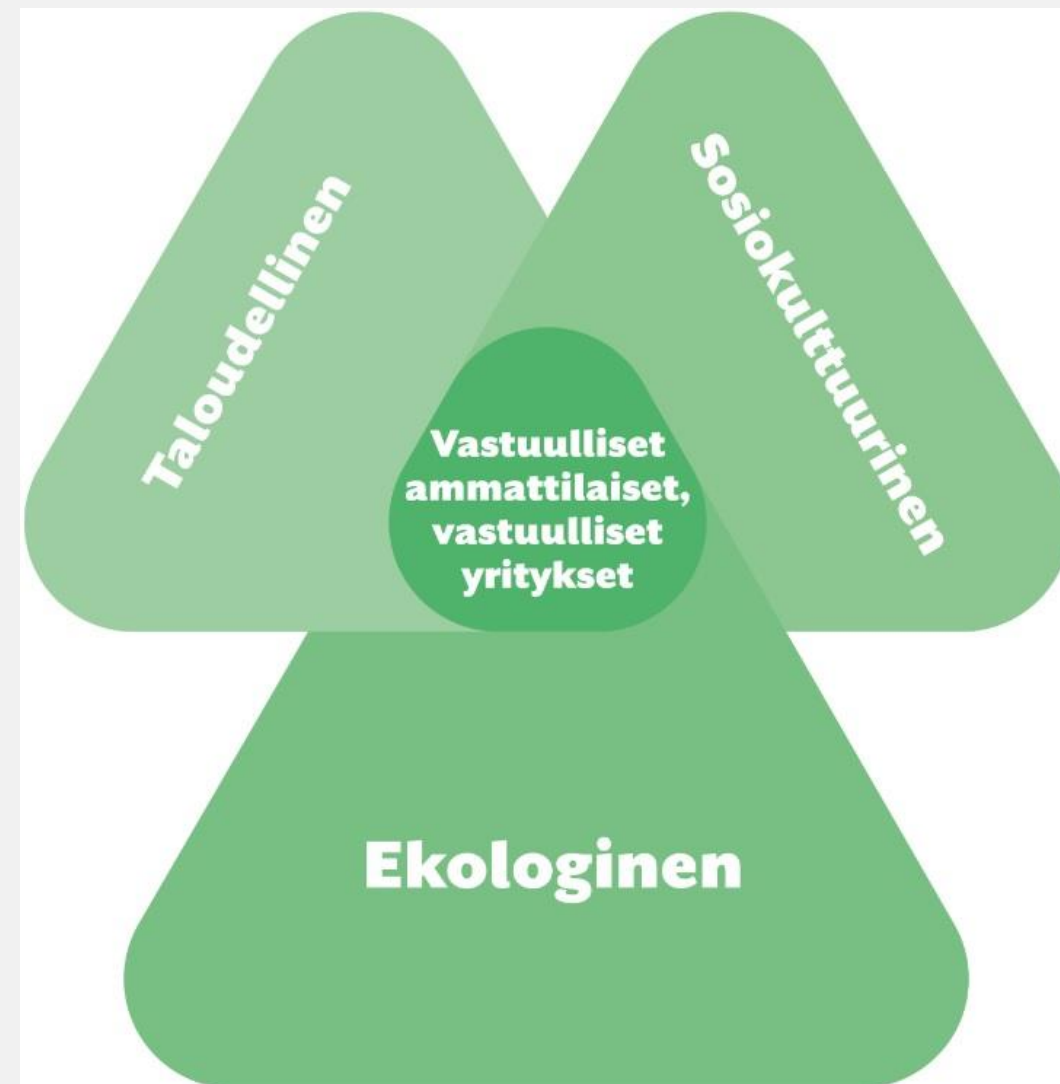 Taloudellinen
Sosiokulttuurinen
Vastuulliset
ammattilaiset,
vastuulliset
yritykset
Ekologinen